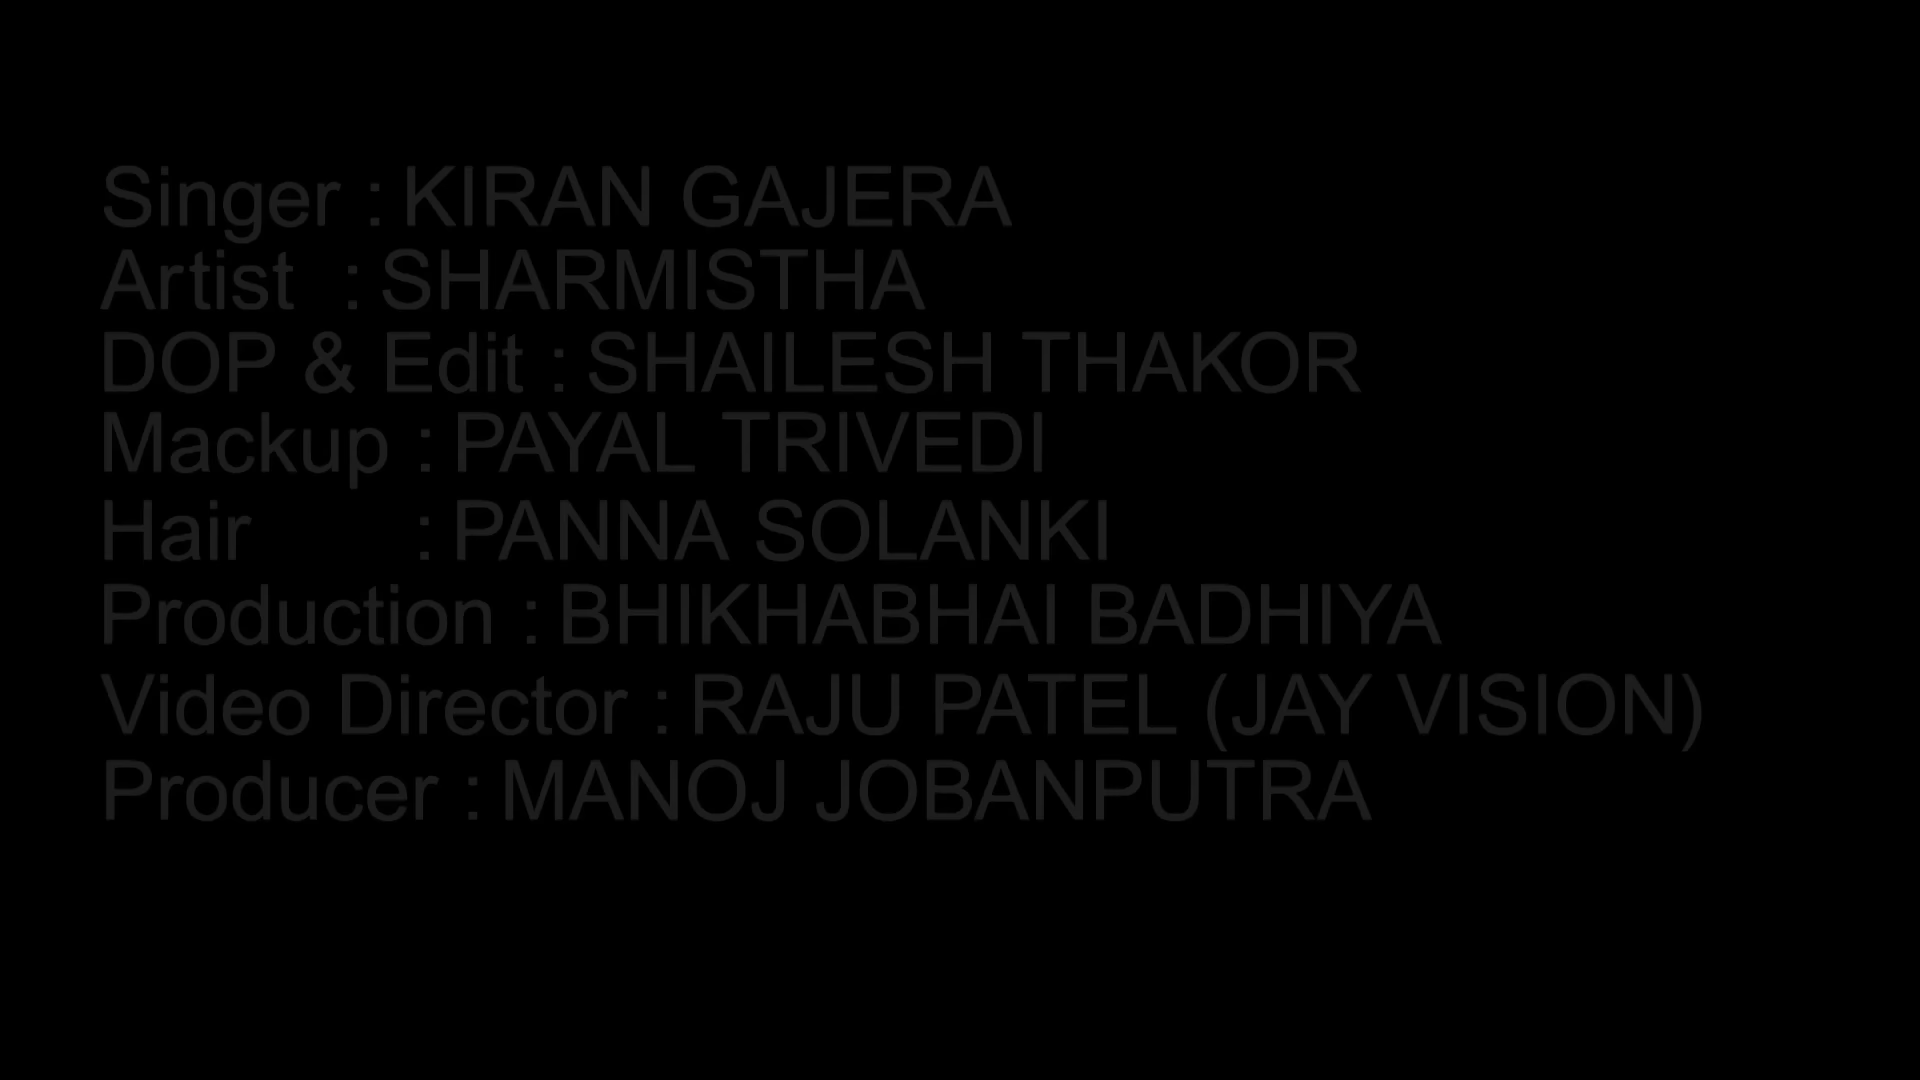 Singer : KIRAN GAJERA
Artist : SHARMISTHA
DOP & Edit : SHAILESH THAKOR
Mackup : PAYAL TRIVEDI
Hair : PANNA SOLANKI
Production : BHIKHABHAI BADHIYA
Video Director : RAJU PATEL (JAY VISION)
Producer : MANOJ JOBANPUTRA